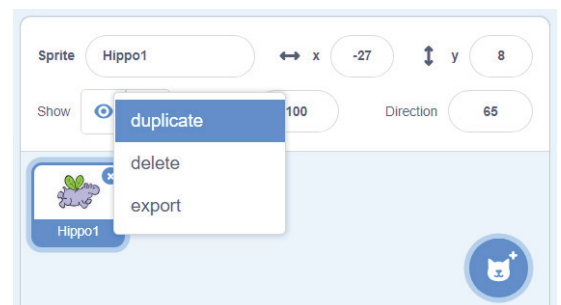 Sprite Hippo1 x -27 y 8
Show 100 Direction 65
duplicate
delete
export
Hippo1